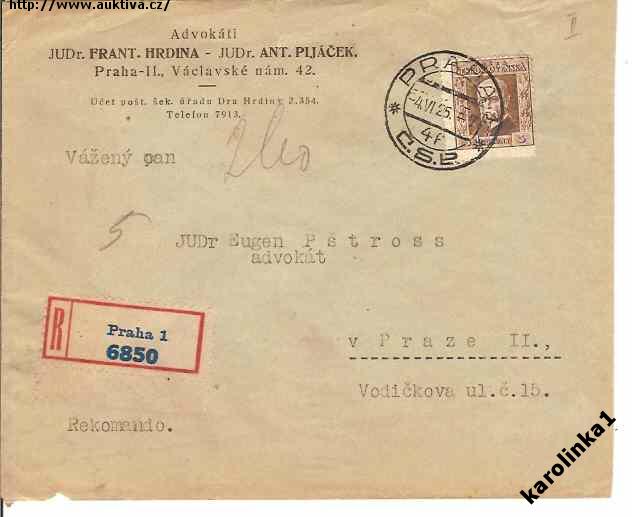 http://www.auktiva.cz/
Advokáti
JUDr. FRANT. HRDINA - JUDr. ANT. PIJÁČEK.
Praha-II., Václavské nám. 42.
Účet pošt. šek. úřadu Dra Hrdiny 2.354.
Telefon 7913.
II
PRAHA
-4.VI.25.
4f
Č.S.P.
Vážený pan
5
JUDr Eugen Pštross
advokát
R
Praha 1
6850
v Praze II.,
Vodičkova ul.č.15.
Rekomando.
karolinka1